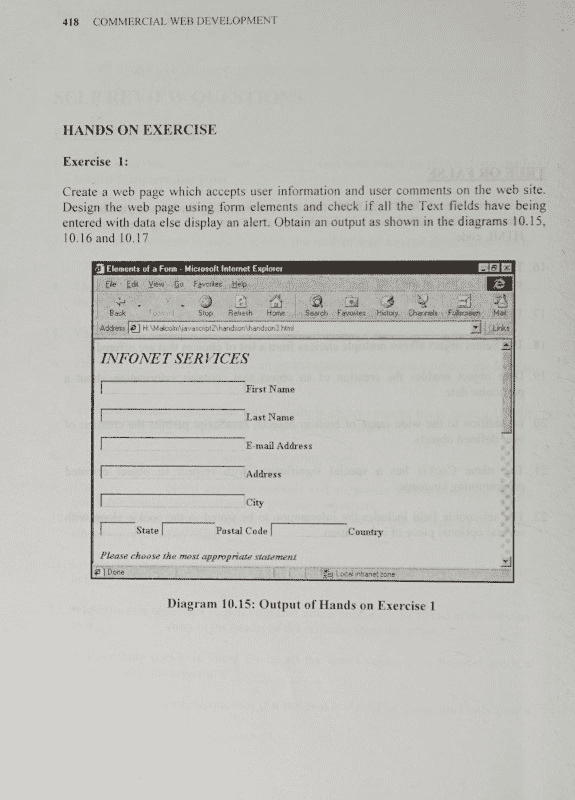 418 COMMERCIAL WEB DEVELOPMENT
HANDS ON EXERCISE
Exercise 1:
Create a web page which accepts user information and user comments on the web site.
Design the web page using form elements and check if all the Text fields have being
entered with data else display an alert. Obtain an output as shown in the diagrams 10.15,
10.16 and 10.17
Elements of a Form - Microsoft Internet Explorer
File Edit View Go Favorites Help
Back Forward Stop Refresh Home Search Favorites History Channels Fullscreen Mail
Address H:\Malcolm\javascript2\handson\handson3.html Links
INFONET SERVICES
First Name
Last Name
E-mail Address
Address
City
State Postal Code Country
Please choose the most appropriate statement
Done Local intranet zone
Diagram 10.15: Output of Hands on Exercise 1